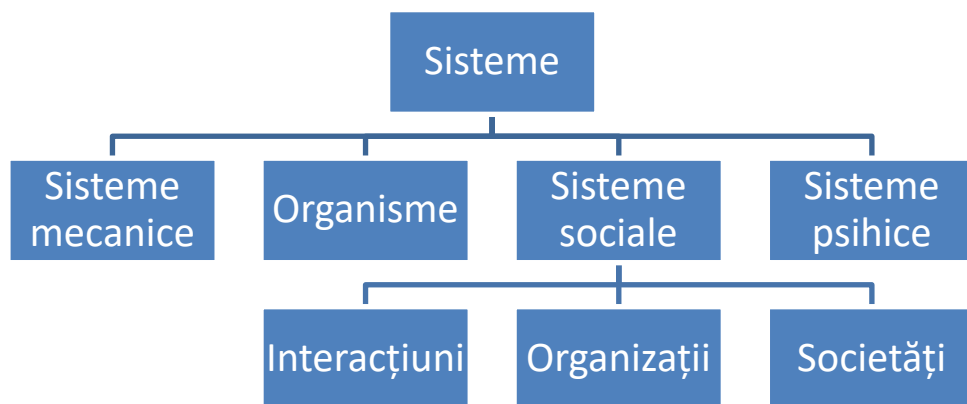 Sisteme
Sisteme
mecanice
Organisme
Sisteme
sociale
Sisteme
psihice
Interacțiuni
Organizații
Societăți